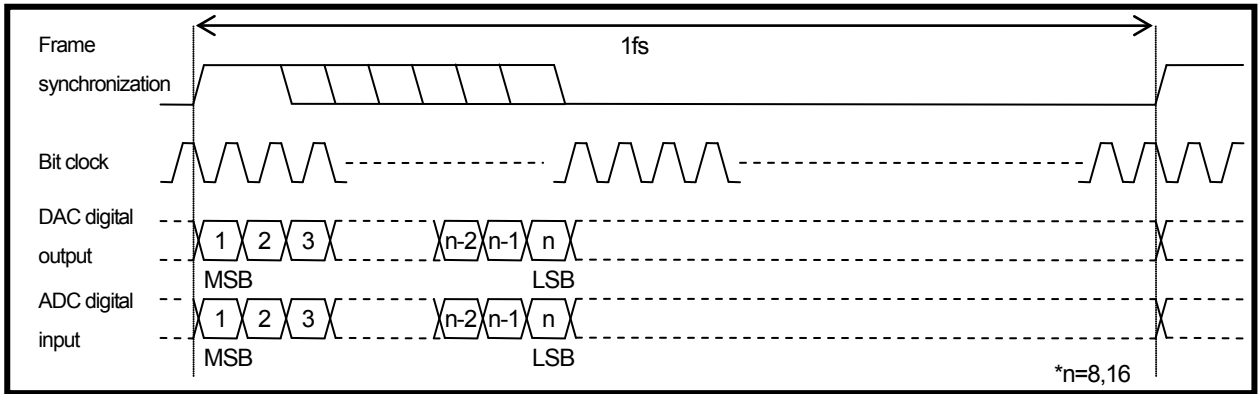 Frame
synchronization
1fs
Bit clock
DAC digital
output
1 2 3 n-2 n-1 n
MSB LSB
ADC digital
input
1 2 3 n-2 n-1 n
MSB LSB
*n=8,16